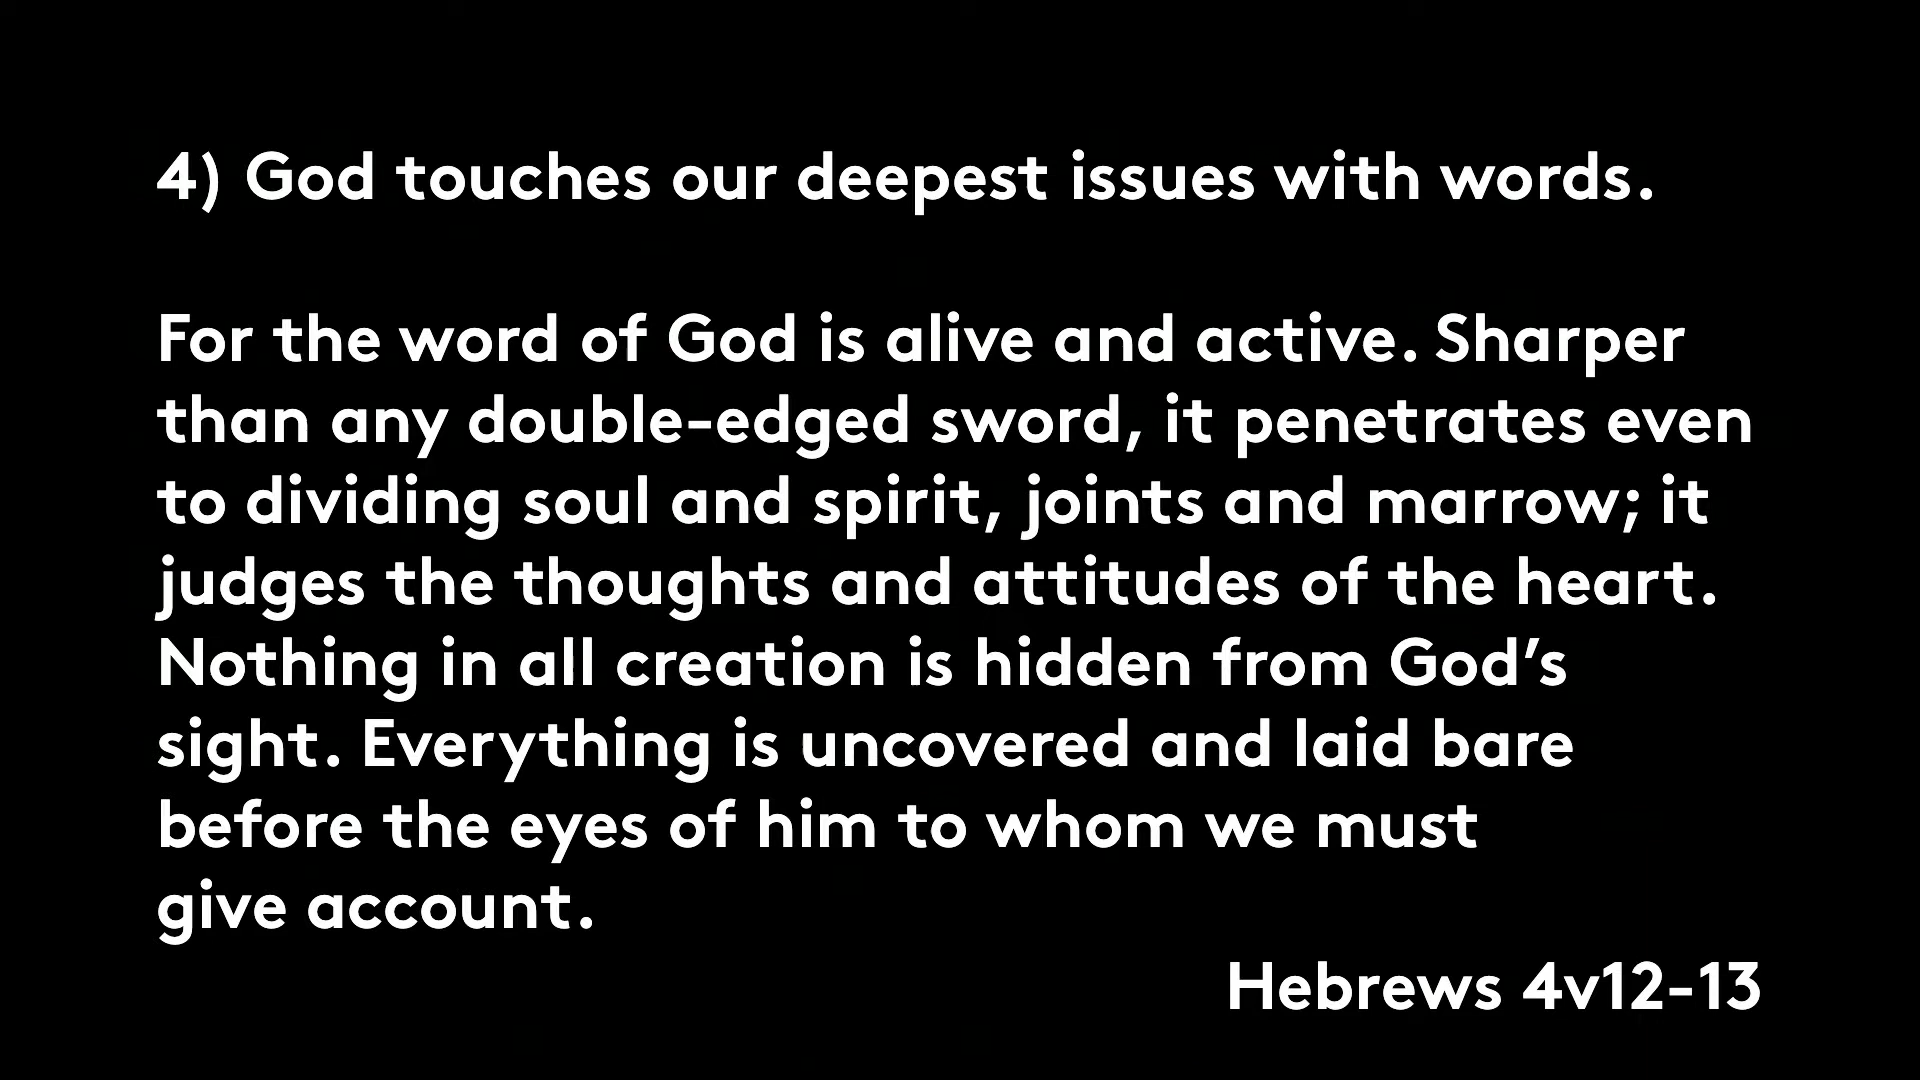 4) God touches our deepest issues with words.
For the word of God is alive and active. Sharper
than any double-edged sword, it penetrates even
to dividing soul and spirit, joints and marrow; it
judges the thoughts and attitudes of the heart.
Nothing in all creation is hidden from God’s
sight. Everything is uncovered and laid bare
before the eyes of him to whom we must
give account.
Hebrews 4v12-13